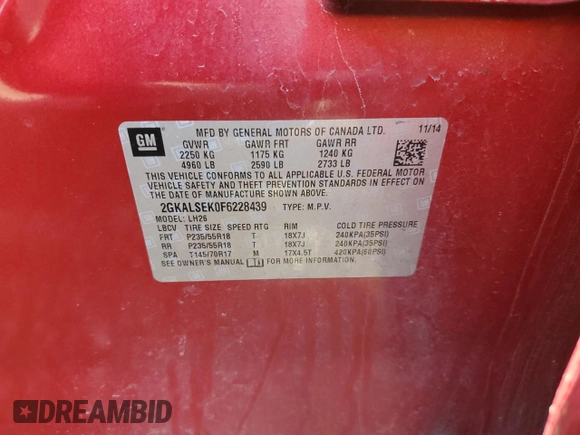 GM
MFD BY GENERAL MOTORS OF CANADA LTD. 11/14
GVWR GAWR FRT GAWR RR
2250 KG 1175 KG 1240 KG
4960 LB 2590 LB 2733 LB
THIS VEHICLE CONFORMS TO ALL APPLICABLE U.S. FEDERAL MOTOR
VEHICLE SAFETY AND THEFT PREVENTION STANDARDS IN EFFECT ON
THE DATE OF MANUFACTURE SHOWN ABOVE.
2GKALSEK0F6228439 TYPE: M.P.V.
MODEL: LH26
LBCV TIRE SIZE SPEED RTG RIM COLD TIRE PRESSURE
FRT P235/55R18 T 18X7J 240KPA(35PSI)
RR P235/55R18 T 18X7J 240KPA(35PSI)
SPA T145/70R17 M 17X4.5T 420KPA(60PSI)
SEE OWNER'S MANUAL FOR MORE INFORMATION.
DREAMBID